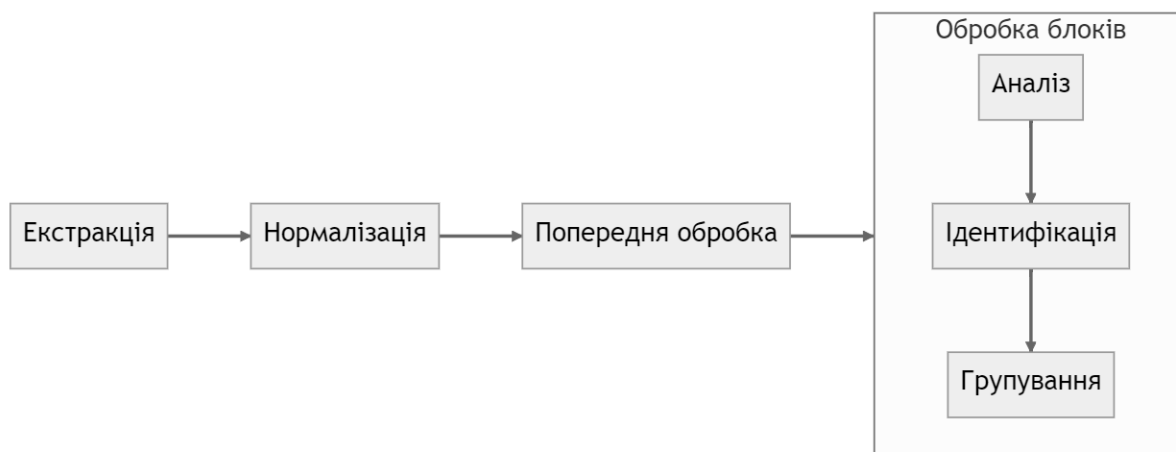 Обробка блоків
Аналіз
Екстракція
Нормалізація
Попередня обробка
Ідентифікація
Групування